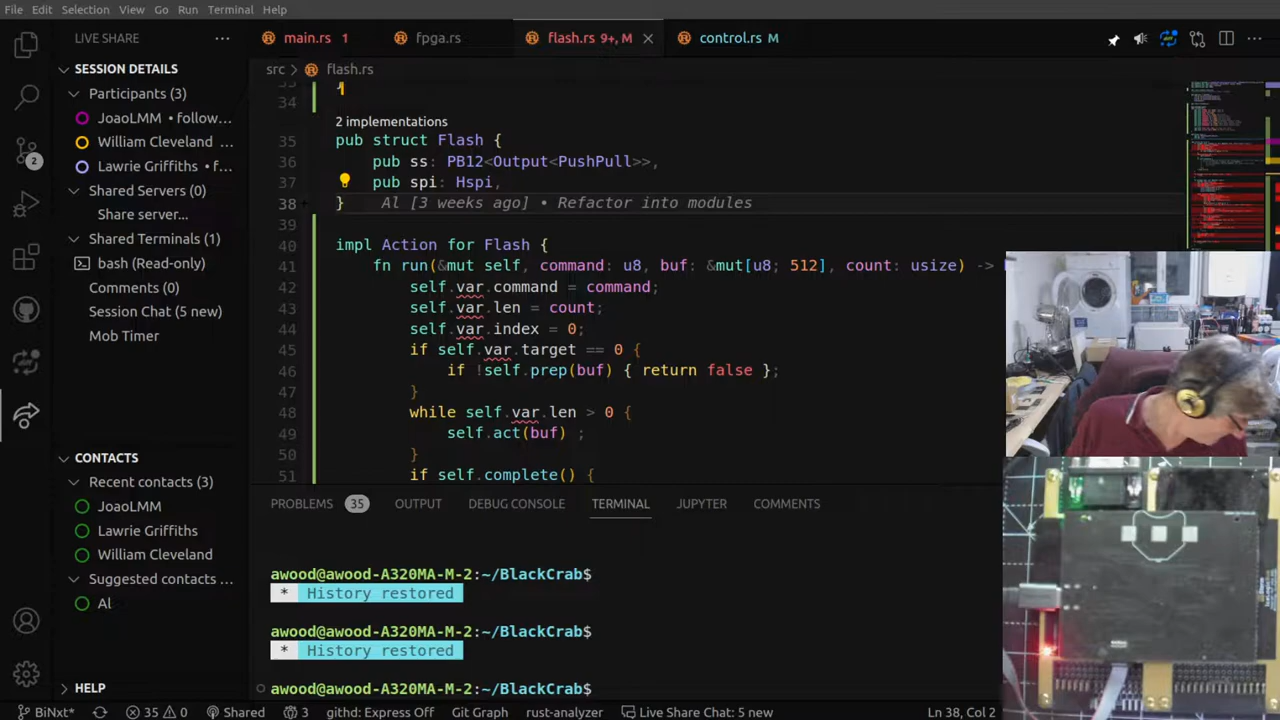 File Edit Selection View Go Run Terminal Help
LIVE SHARE ...
SESSION DETAILS
Participants (3)
JoaoLMM • follow...
William Cleveland ...
Lawrie Griffiths • f...
Shared Servers (0)
Share server...
Shared Terminals (1)
bash (Read-only)
Comments (0)
Session Chat (5 new)
Mob Timer
CONTACTS
Recent contacts (3)
JoaoLMM
Lawrie Griffiths
William Cleveland
Suggested contacts ...
Al
HELP
2
main.rs 1 fpga.rs flash.rs 9+, M control.rs M
src > flash.rs
33 }
34
2 implementations
35 pub struct Flash {
36 pub ss: PB12<Output<PushPull>>,
37 pub spi: Hspi,
38 } Al [3 weeks ago] • Refactor into modules
39
40 impl Action for Flash {
41 fn run(&mut self, command: u8, buf: &mut[u8; 512], count: usize) ->
42 self.var.command = command;
43 self.var.len = count;
44 self.var.index = 0;
45 if self.var.target == 0 {
46 if !self.prep(buf) { return false };
47 }
48 while self.var.len > 0 {
49 self.act(buf) ;
50 }
51 if self.complete() {
PROBLEMS 35 OUTPUT DEBUG CONSOLE TERMINAL JUPYTER COMMENTS
awood@awood-A320MA-M-2:~/BlackCrab$
* History restored
awood@awood-A320MA-M-2:~/BlackCrab$
* History restored
awood@awood-A320MA-M-2:~/BlackCrab$
BiNxt* 35 0 Shared 3 githd: Express Off Git Graph rust-analyzer Live Share Chat: 5 new Ln 38, Col 2